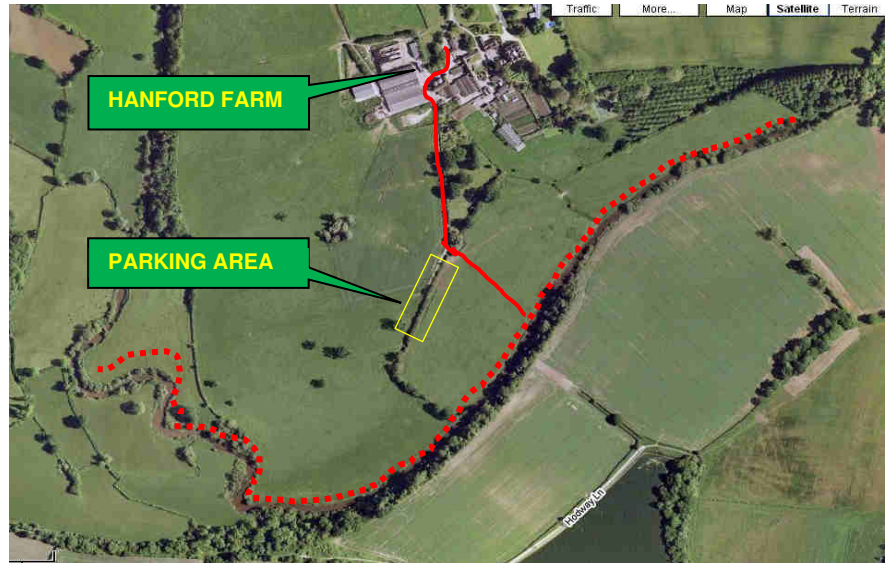 Traffic
More...
Map
Satellite
Terrain
HANFORD FARM
PARKING AREA
Hodway Ln